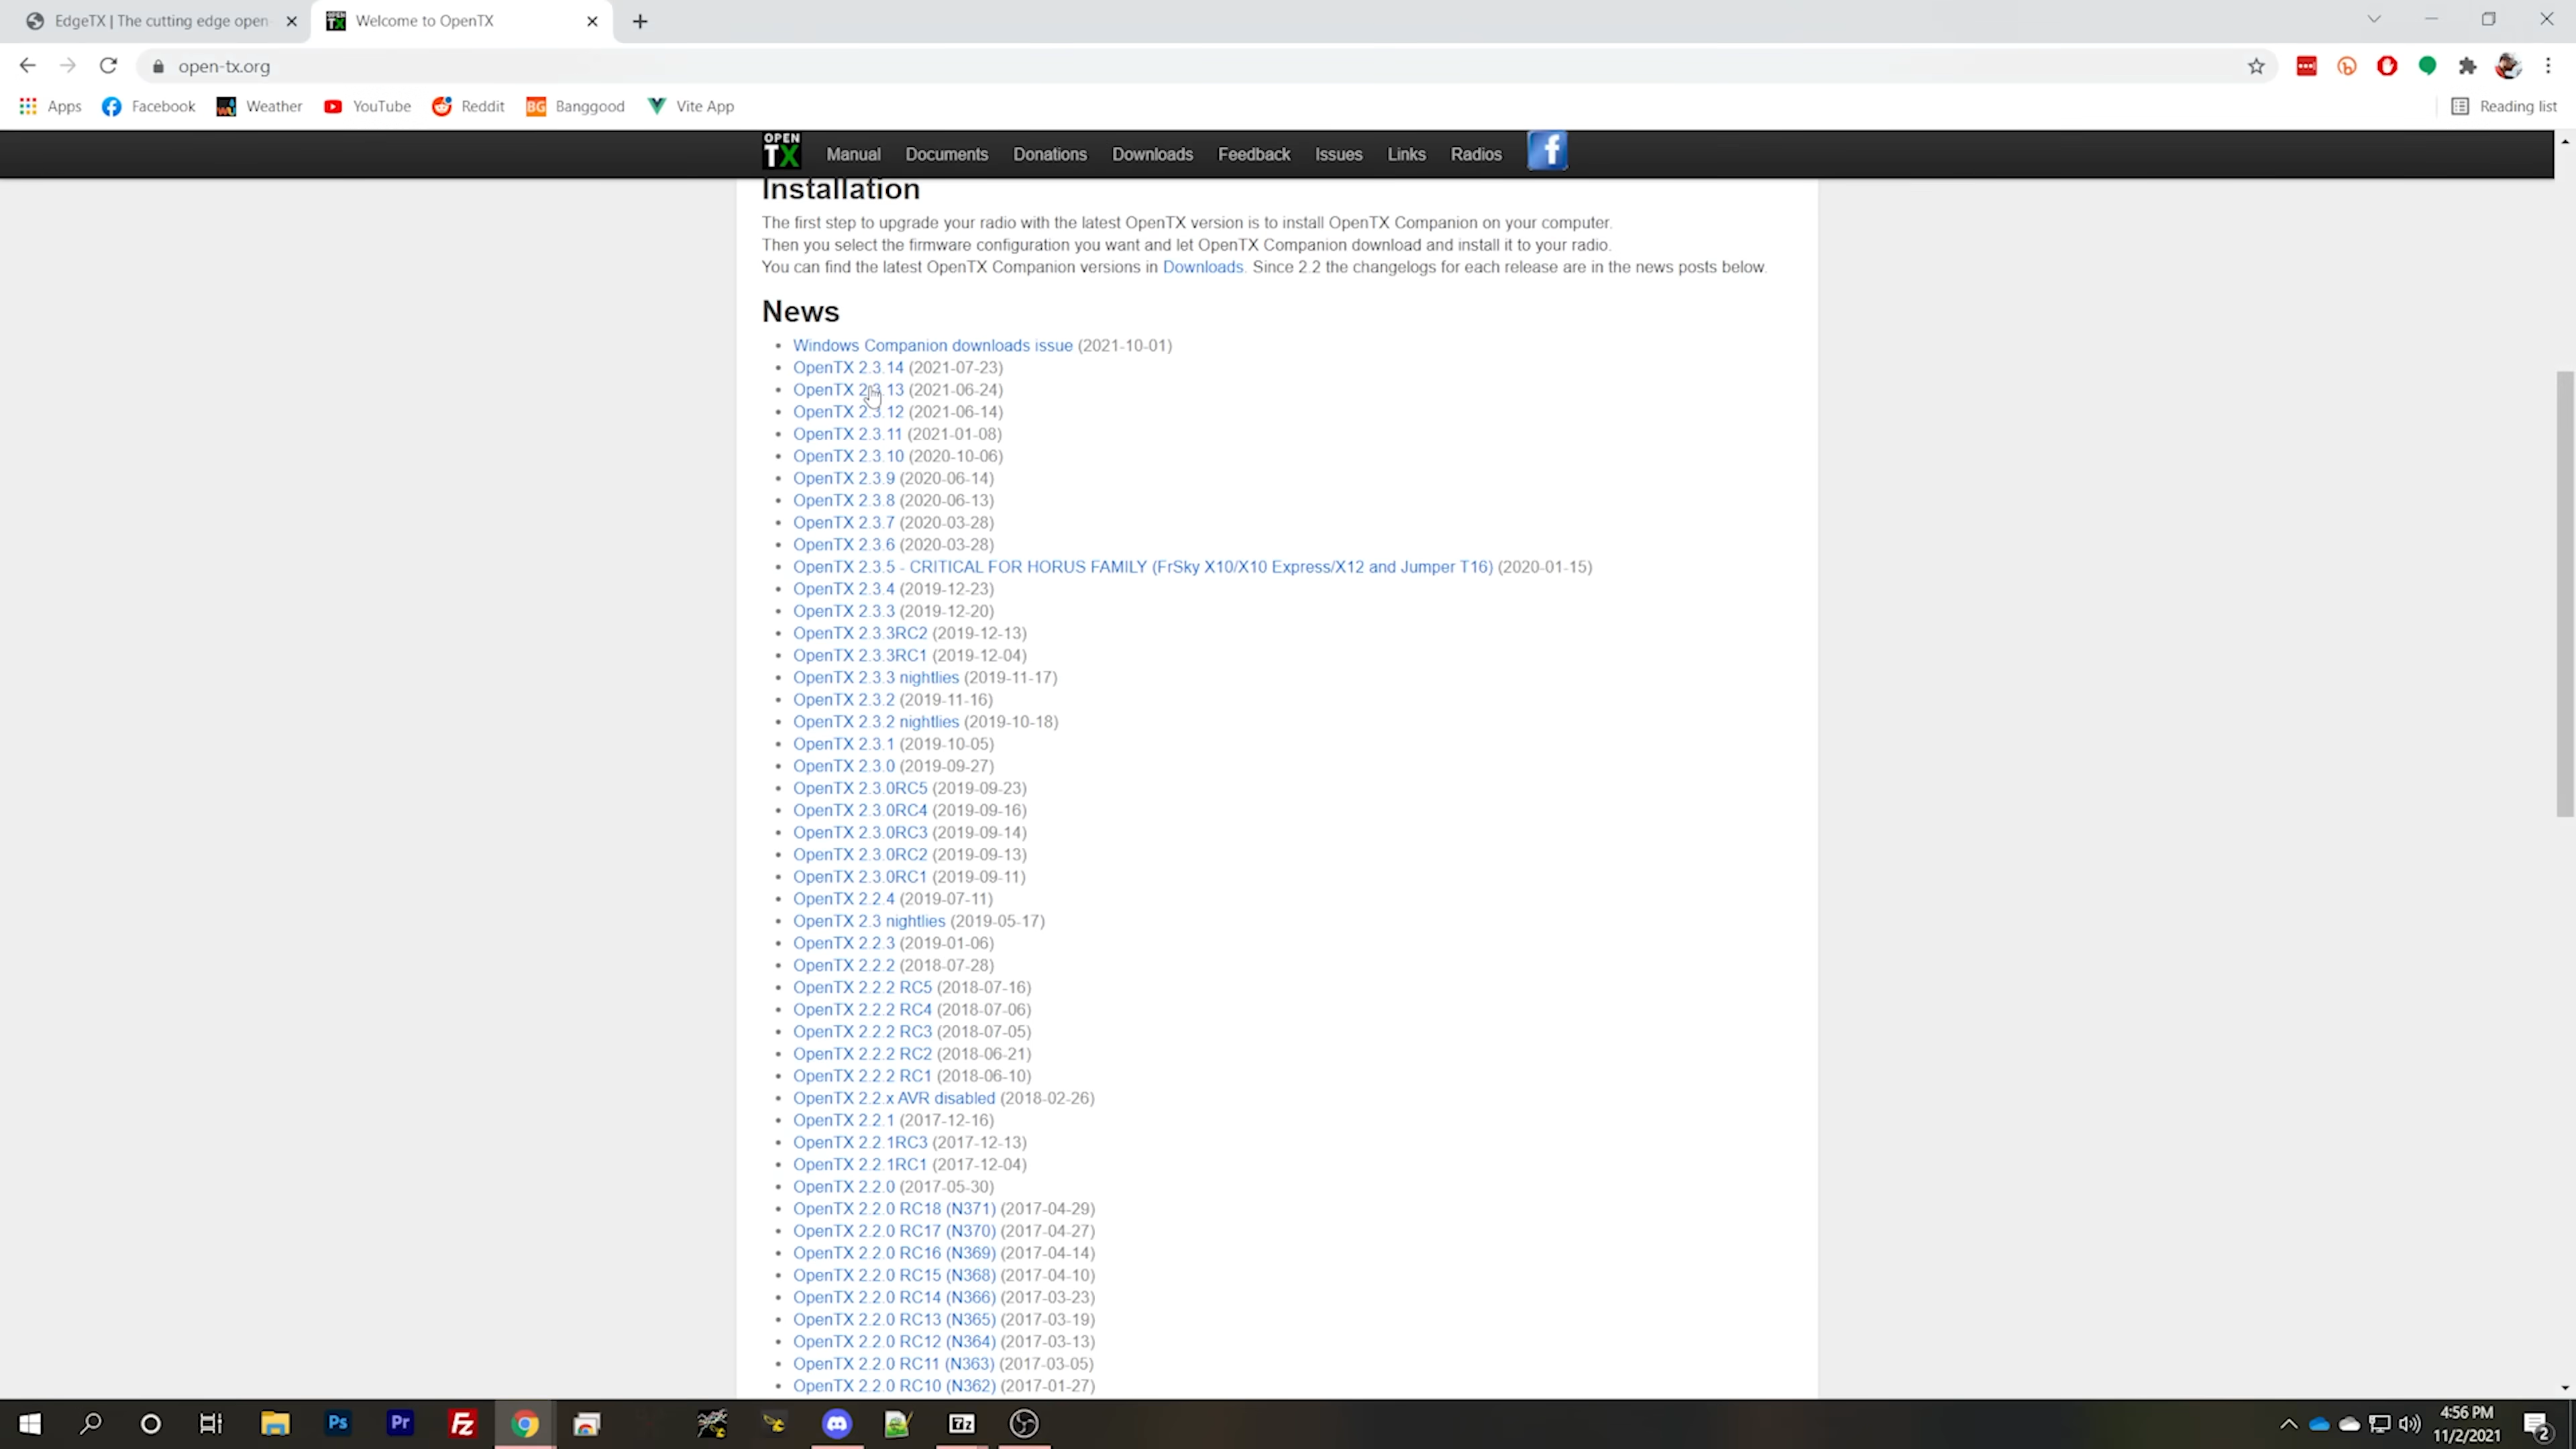 EdgeTX | The cutting edge open
Welcome to OpenTX
open-tx.org
Apps
Facebook
Weather
YouTube
Reddit
BG
Banggood
Vite App
Reading list
OPEN
TX
Manual
Documents
Donations
Downloads
Feedback
Issues
Links
Radios
Installation
The first step to upgrade your radio with the latest OpenTX version is to install OpenTX Companion on your computer.
Then you select the firmware configuration you want and let OpenTX Companion download and install it to your radio.
You can find the latest OpenTX Companion versions in Downloads. Since 2.2 the changelogs for each release are in the news posts below.
News
Windows Companion downloads issue (2021-10-01)
OpenTX 2.3.14 (2021-07-23)
OpenTX 2.3.13 (2021-06-24)
OpenTX 2.3.12 (2021-06-14)
OpenTX 2.3.11 (2021-01-08)
OpenTX 2.3.10 (2020-10-06)
OpenTX 2.3.9 (2020-06-14)
OpenTX 2.3.8 (2020-06-13)
OpenTX 2.3.7 (2020-03-28)
OpenTX 2.3.6 (2020-03-28)
OpenTX 2.3.5 - CRITICAL FOR HORUS FAMILY (FrSky X10/X10 Express/X12 and Jumper T16) (2020-01-15)
OpenTX 2.3.4 (2019-12-23)
OpenTX 2.3.3 (2019-12-20)
OpenTX 2.3.3RC2 (2019-12-13)
OpenTX 2.3.3RC1 (2019-12-04)
OpenTX 2.3.3 nightlies (2019-11-17)
OpenTX 2.3.2 (2019-11-16)
OpenTX 2.3.2 nightlies (2019-10-18)
OpenTX 2.3.1 (2019-10-05)
OpenTX 2.3.0 (2019-09-27)
OpenTX 2.3.0RC5 (2019-09-23)
OpenTX 2.3.0RC4 (2019-09-16)
OpenTX 2.3.0RC3 (2019-09-14)
OpenTX 2.3.0RC2 (2019-09-13)
OpenTX 2.3.0RC1 (2019-09-11)
OpenTX 2.2.4 (2019-07-11)
OpenTX 2.3 nightlies (2019-05-17)
OpenTX 2.2.3 (2019-01-06)
OpenTX 2.2.2 (2018-07-28)
OpenTX 2.2.2 RC5 (2018-07-16)
OpenTX 2.2.2 RC4 (2018-07-06)
OpenTX 2.2.2 RC3 (2018-07-05)
OpenTX 2.2.2 RC2 (2018-06-21)
OpenTX 2.2.2 RC1 (2018-06-10)
OpenTX 2.2.x AVR disabled (2018-02-26)
OpenTX 2.2.1 (2017-12-16)
OpenTX 2.2.1RC3 (2017-12-13)
OpenTX 2.2.1RC1 (2017-12-04)
OpenTX 2.2.0 (2017-05-30)
OpenTX 2.2.0 RC18 (N371) (2017-04-29)
OpenTX 2.2.0 RC17 (N370) (2017-04-27)
OpenTX 2.2.0 RC16 (N369) (2017-04-14)
OpenTX 2.2.0 RC15 (N368) (2017-04-10)
OpenTX 2.2.0 RC14 (N366) (2017-03-23)
OpenTX 2.2.0 RC13 (N365) (2017-03-19)
OpenTX 2.2.0 RC12 (N364) (2017-03-13)
OpenTX 2.2.0 RC11 (N363) (2017-03-05)
OpenTX 2.2.0 RC10 (N362) (2017-01-27)
Ps
Pr
Fz
7z
4:56 PM
11/2/2021
2